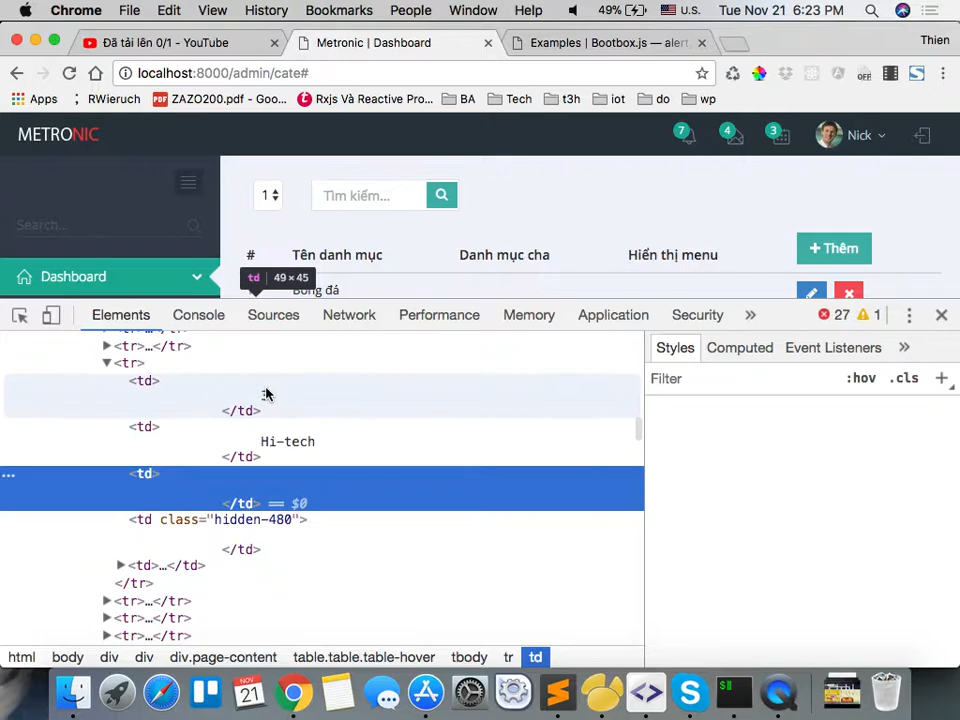 Chrome File Edit View History Bookmarks People Window Help 49% U.S. Tue Nov 21 6:23 PM
Đã tải lên 0/1 - YouTube Metronic | Dashboard Examples | Bootbox.js — alert, Thien
localhost:8000/admin/cate#
Apps RWieruch PDF ZAZO200.pdf - Goo... Rxjs Và Reactive Pro... BA Tech t3h iot do wp OFF
METRONIC 7 4 3 Nick
1 Tìm kiếm...
Search...
# Tên danh mục Danh mục cha Hiển thị menu + Thêm
Dashboard
td 49×45
Bóng đá
Elements Console Sources Network Performance Memory Application Security » 27 1
<tr>…</tr>
<tr>
<td>
</td>
<td>
Hi-tech
</td>
<td>
</td> == $0
<td class="hidden-480">
</td>
<td>…</td>
</tr>
<tr>…</tr>
<tr>…</tr>
<tr>…</tr>
Styles Computed Event Listeners »
Filter :hov .cls +
html body div div div.page-content table.table.table-hover tbody tr td
21